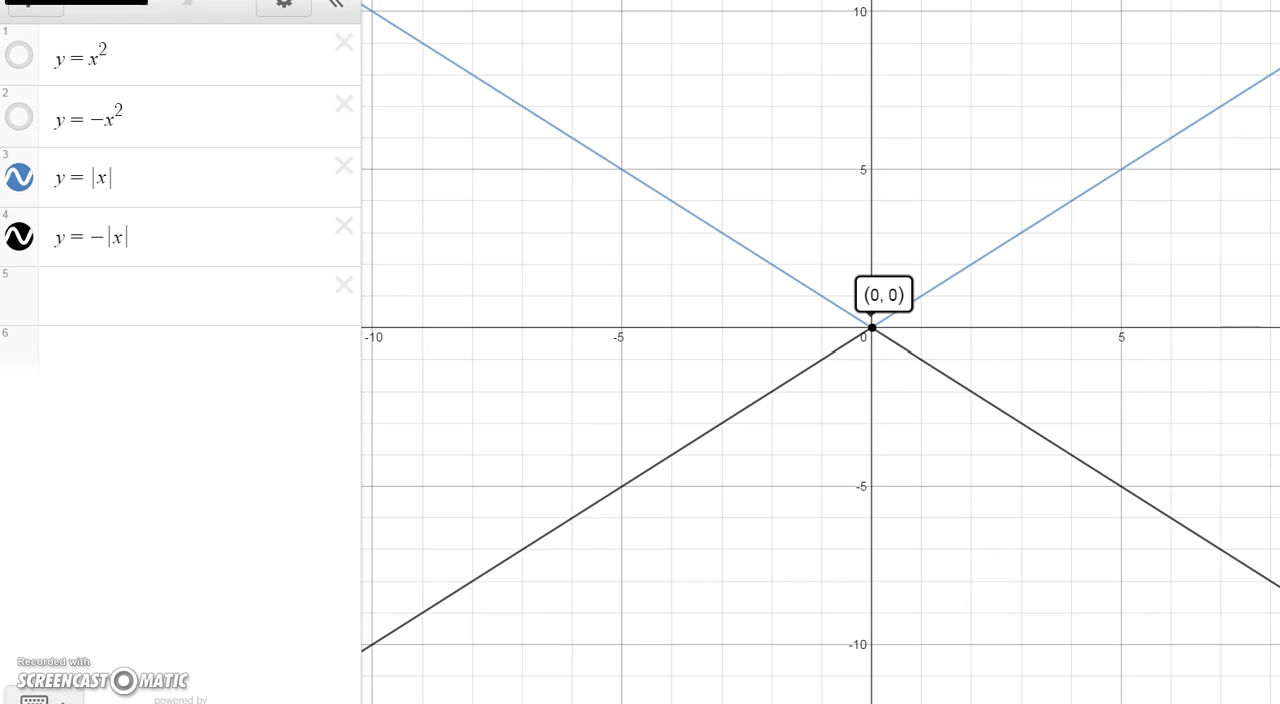 1
y = x²
2
y = −x²
3
y = |x|
4
y = −|x|
5
6
10
5
(0, 0)
-10
-5
0
5
-5
-10
Recorded with
SCREENCAST MATIC
powered by